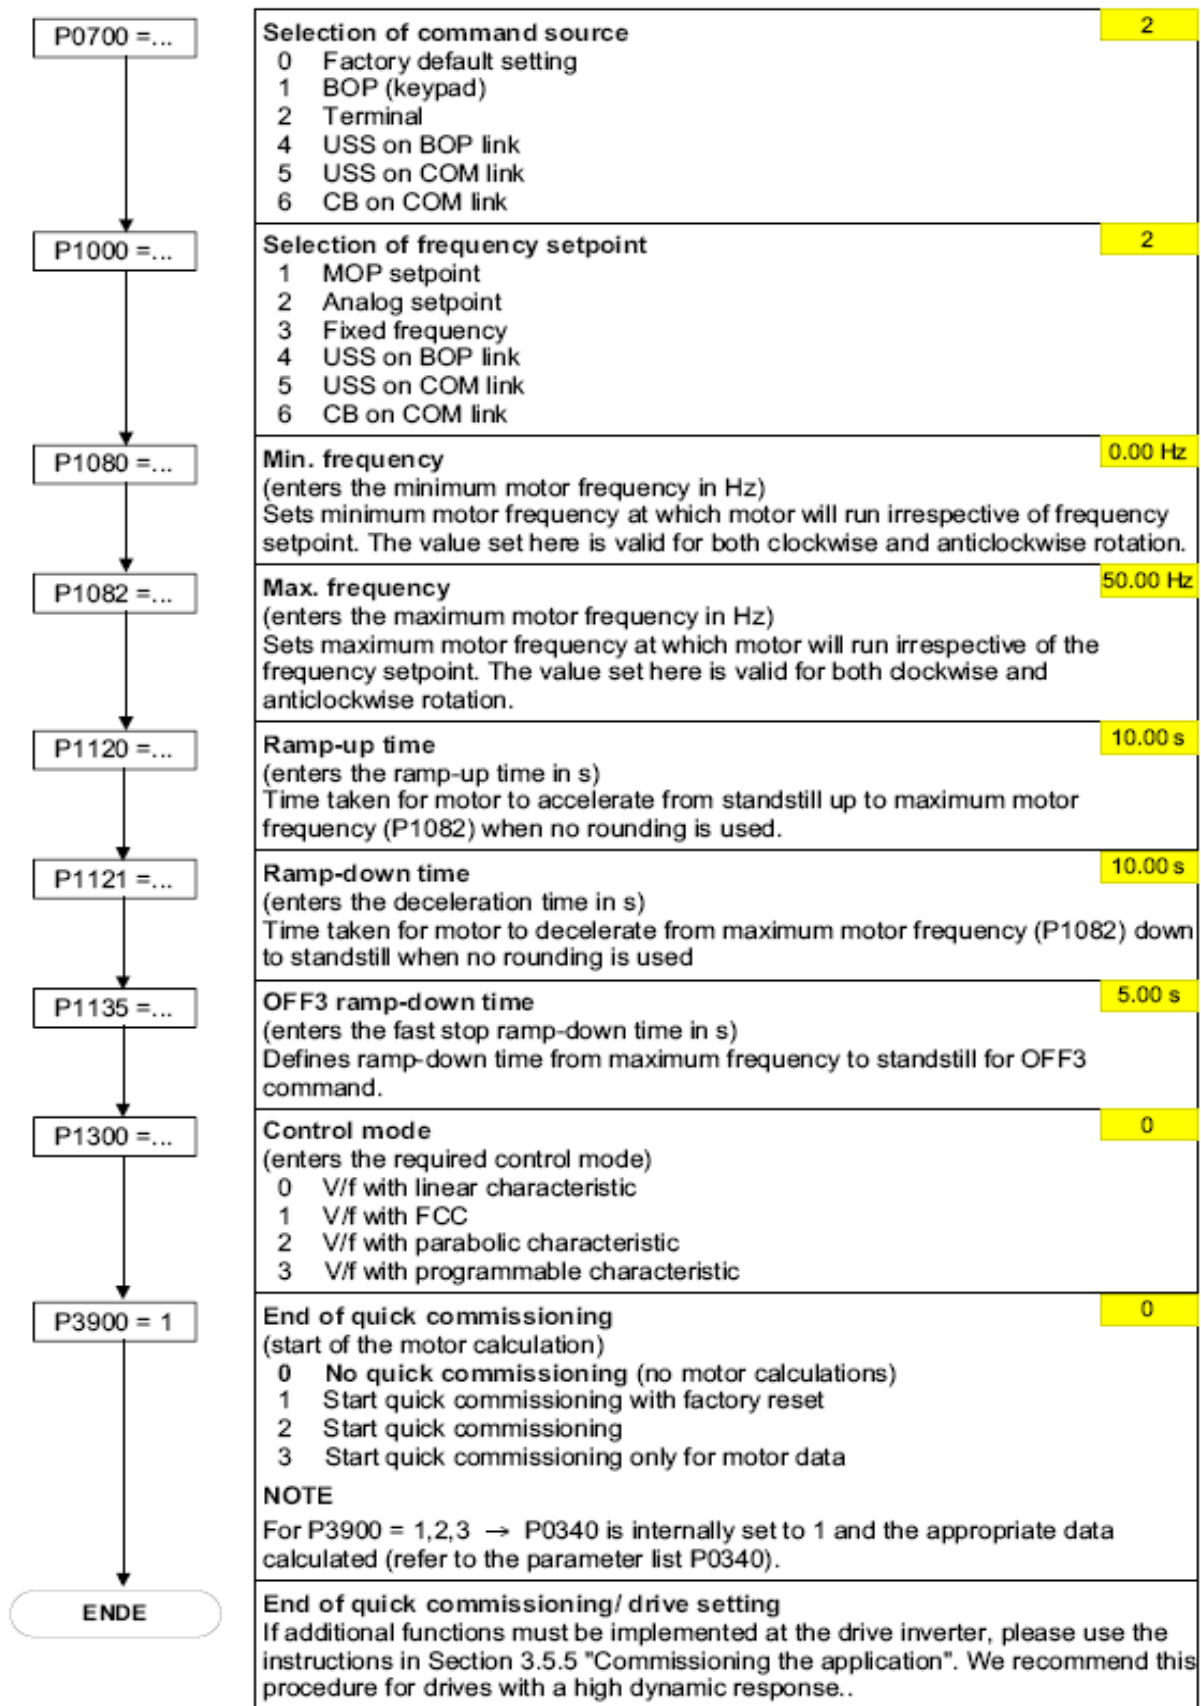 P0700 =...
Selection of command source
2
0 Factory default setting
1 BOP (keypad)
2 Terminal
4 USS on BOP link
5 USS on COM link
6 CB on COM link
P1000 =...
Selection of frequency setpoint
2
1 MOP setpoint
2 Analog setpoint
3 Fixed frequency
4 USS on BOP link
5 USS on COM link
6 CB on COM link
P1080 =...
Min. frequency
0.00 Hz
(enters the minimum motor frequency in Hz)
Sets minimum motor frequency at which motor will run irrespective of frequency
setpoint. The value set here is valid for both clockwise and anticlockwise rotation.
P1082 =...
Max. frequency
50.00 Hz
(enters the maximum motor frequency in Hz)
Sets maximum motor frequency at which motor will run irrespective of the
frequency setpoint. The value set here is valid for both clockwise and
anticlockwise rotation.
P1120 =...
Ramp-up time
10.00 s
(enters the ramp-up time in s)
Time taken for motor to accelerate from standstill up to maximum motor
frequency (P1082) when no rounding is used.
P1121 =...
Ramp-down time
10.00 s
(enters the deceleration time in s)
Time taken for motor to decelerate from maximum motor frequency (P1082) down
to standstill when no rounding is used
P1135 =...
OFF3 ramp-down time
5.00 s
(enters the fast stop ramp-down time in s)
Defines ramp-down time from maximum frequency to standstill for OFF3
command.
P1300 =...
Control mode
0
(enters the required control mode)
0 V/f with linear characteristic
1 V/f with FCC
2 V/f with parabolic characteristic
3 V/f with programmable characteristic
P3900 = 1
End of quick commissioning
0
(start of the motor calculation)
0 No quick commissioning (no motor calculations)
1 Start quick commissioning with factory reset
2 Start quick commissioning
3 Start quick commissioning only for motor data
NOTE
For P3900 = 1,2,3 → P0340 is internally set to 1 and the appropriate data
calculated (refer to the parameter list P0340).
ENDE
End of quick commissioning/ drive setting
If additional functions must be implemented at the drive inverter, please use the
instructions in Section 3.5.5 "Commissioning the application". We recommend this
procedure for drives with a high dynamic response..